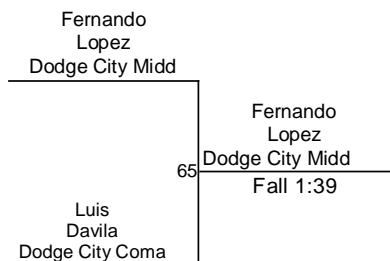 Fernando
Lopez
Dodge City Midd
Fernando
Lopez
65 Dodge City Midd
Fall 1:39
Luis
Davila
Dodge City Coma